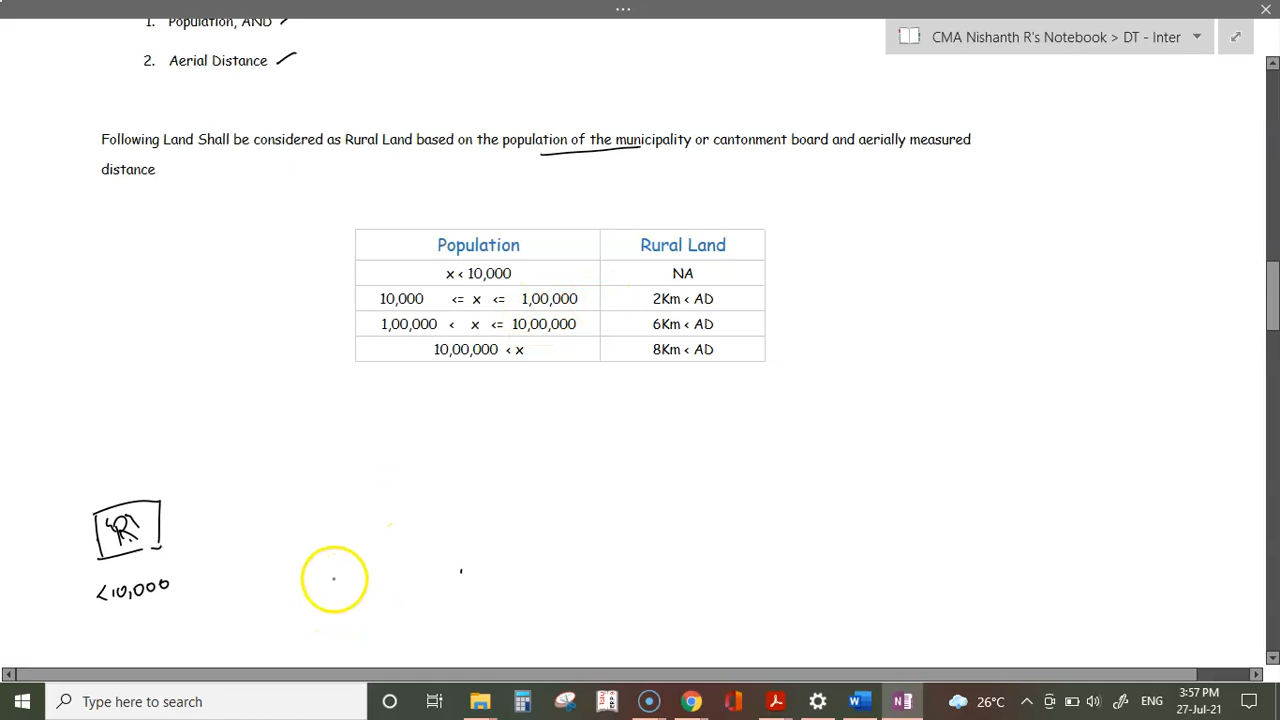 CMA Nishanth R's Notebook > DT - Inter
1. Population, AND
2. Aerial Distance
Following Land Shall be considered as Rural Land based on the population of the municipality or cantonment board and aerially measured
distance
Population Rural Land
x < 10,000 NA
10,000 <= x <= 1,00,000 2Km < AD
1,00,000 < x <= 10,00,000 6Km < AD
10,00,000 < x 8Km < AD
"R"
<10,000
Type here to search
26°C
ENG
3:57 PM
27-Jul-21